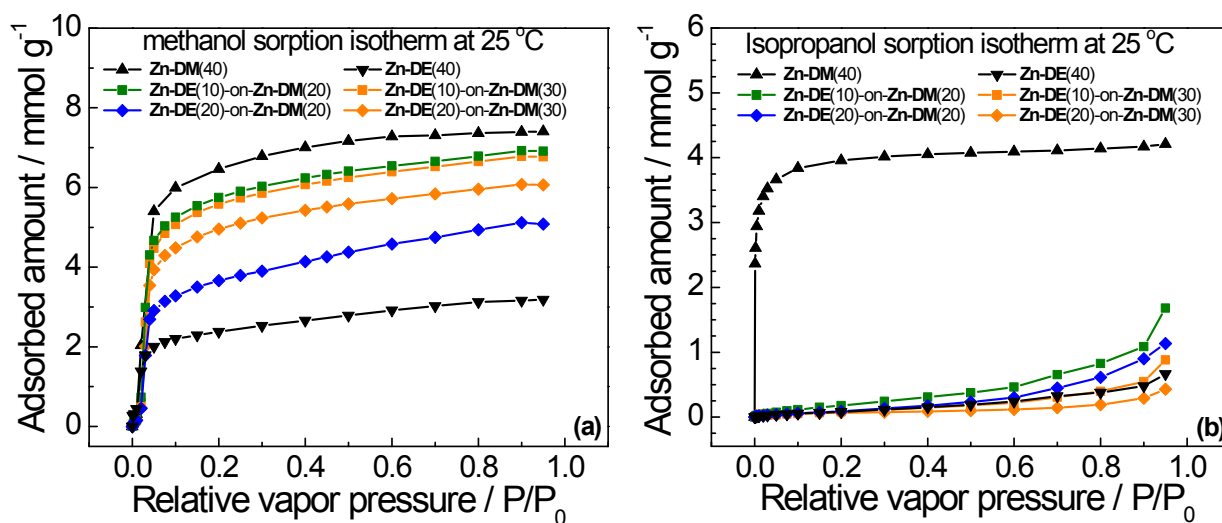 methanol sorption isotherm at 25 °C
Zn-DM(40)
Zn-DE(40)
Zn-DE(10)-on-Zn-DM(20)
Zn-DE(10)-on-Zn-DM(30)
Zn-DE(20)-on-Zn-DM(20)
Zn-DE(20)-on-Zn-DM(30)
Adsorbed amount / mmol g⁻¹
10
8
6
4
2
0
0.0 0.2 0.4 0.6 0.8 1.0
(a)
Relative vapor pressure / P/P₀
Isopropanol sorption isotherm at 25 °C
Zn-DM(40)
Zn-DE(40)
Zn-DE(10)-on-Zn-DM(20)
Zn-DE(10)-on-Zn-DM(30)
Zn-DE(20)-on-Zn-DM(20)
Zn-DE(20)-on-Zn-DM(30)
Adsorbed amount / mmol g⁻¹
6
5
4
3
2
1
0
0.0 0.2 0.4 0.6 0.8 1.0
(b)
Relative vapor pressure / P/P₀